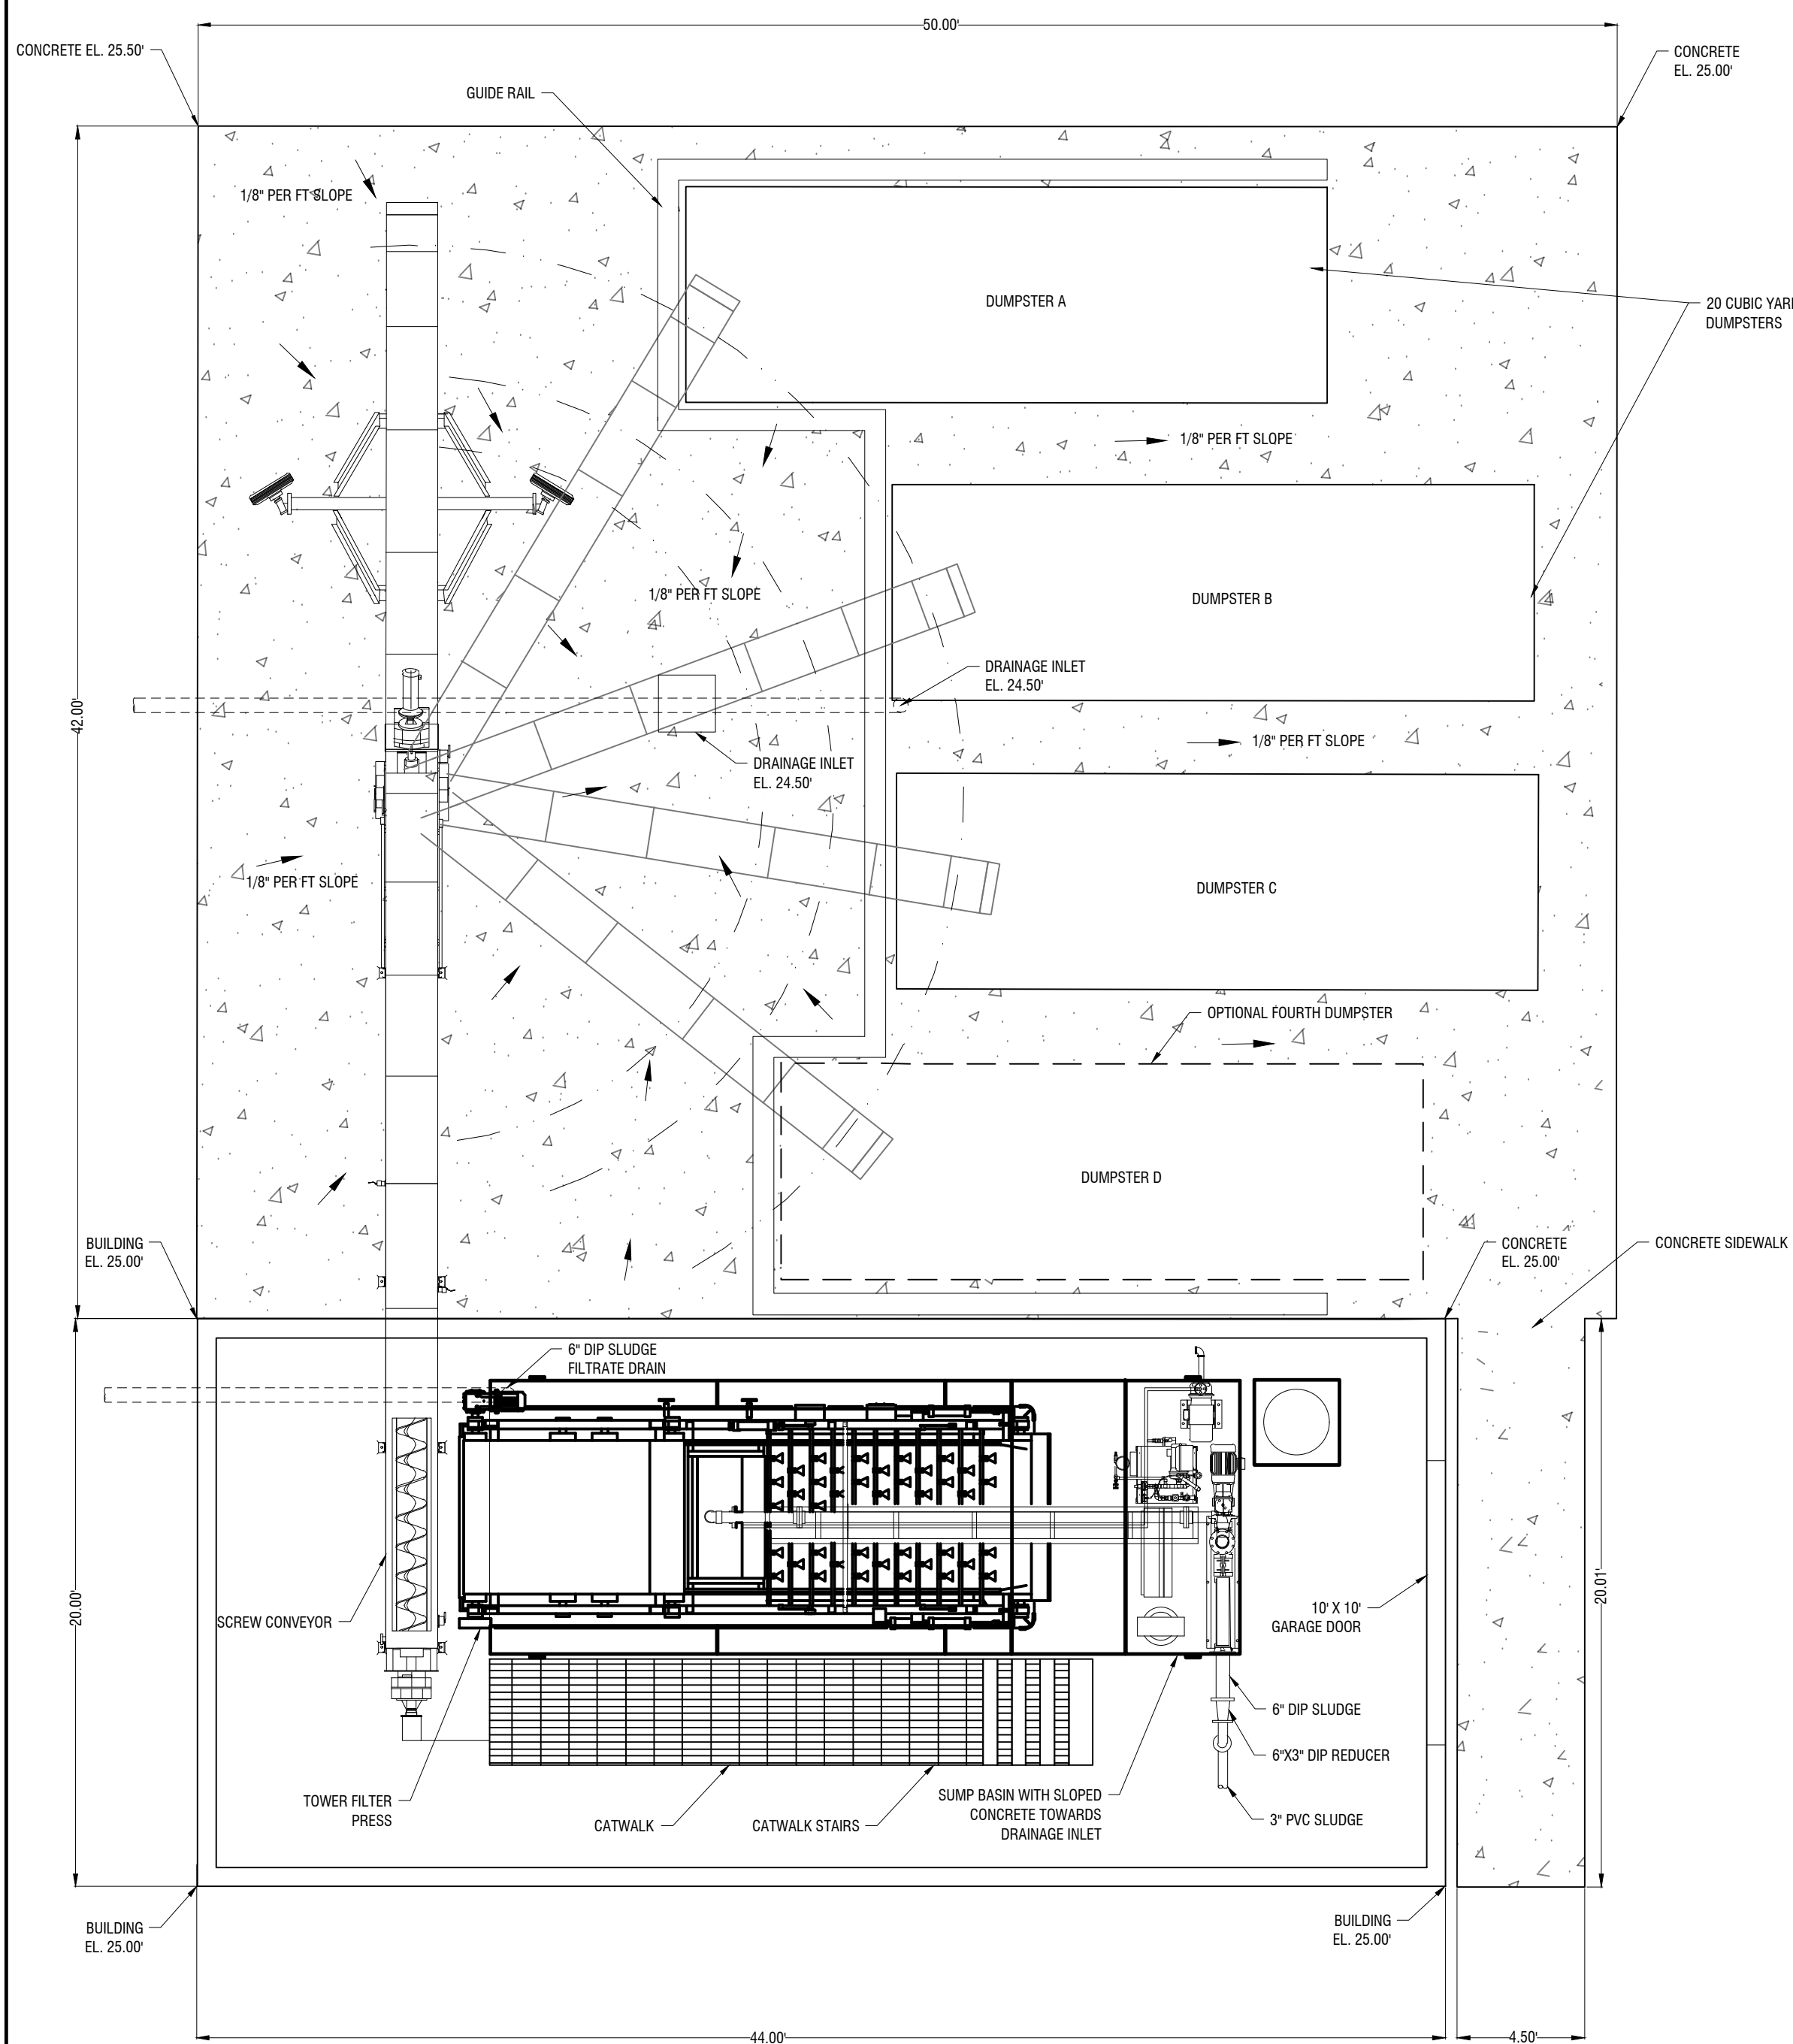 50.00'
CONCRETE EL. 25.50'
CONCRETE
EL. 25.00'
GUIDE RAIL
1/8" PER FT SLOPE
DUMPSTER A
20 CUBIC YAR
DUMPSTERS
1/8" PER FT SLOPE
1/8" PER FT SLOPE
DUMPSTER B
DRAINAGE INLET
EL. 24.50'
42.00'
DRAINAGE INLET
EL. 24.50'
1/8" PER FT SLOPE
1/8" PER FT SLOPE
DUMPSTER C
OPTIONAL FOURTH DUMPSTER
DUMPSTER D
BUILDING
EL. 25.00'
CONCRETE
EL. 25.00'
CONCRETE SIDEWALK
6" DIP SLUDGE
FILTRATE DRAIN
20.00'
20.01'
SCREW CONVEYOR
10' X 10'
GARAGE DOOR
6" DIP SLUDGE
6"X3" DIP REDUCER
3" PVC SLUDGE
TOWER FILTER
PRESS
CATWALK
CATWALK STAIRS
SUMP BASIN WITH SLOPED
CONCRETE TOWARDS
DRAINAGE INLET
BUILDING
EL. 25.00'
BUILDING
EL. 25.00'
44.00'
4.50'